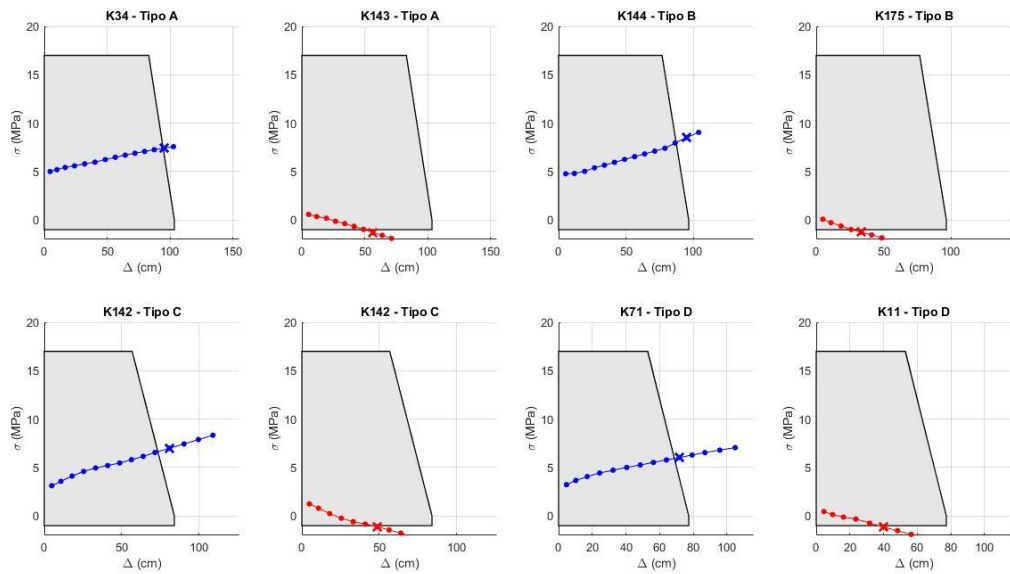 K34 - Tipo A
20
15
10
5
0
σ (MPa)
0 50 100 150
Δ (cm)
K143 - Tipo A
20
15
10
5
0
σ (MPa)
0 50 100 150
Δ (cm)
K144 - Tipo B
20
15
10
5
0
σ (MPa)
0 50 100
Δ (cm)
K175 - Tipo B
20
15
10
5
0
σ (MPa)
0 50 100
Δ (cm)
K142 - Tipo C
20
15
10
5
0
σ (MPa)
0 50 100
Δ (cm)
K142 - Tipo C
20
15
10
5
0
σ (MPa)
0 50 100
Δ (cm)
K71 - Tipo D
20
15
10
5
0
σ (MPa)
0 20 40 60 80 100
Δ (cm)
K11 - Tipo D
20
15
10
5
0
σ (MPa)
0 20 40 60 80 100
Δ (cm)